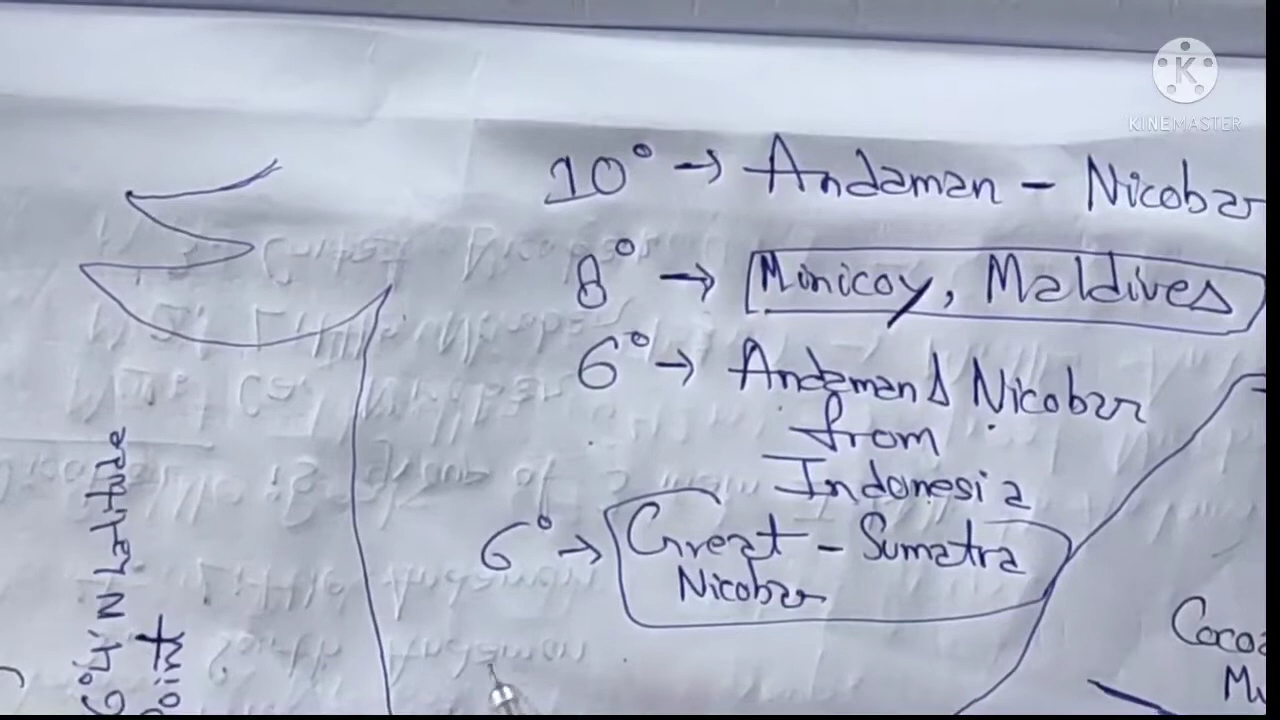 KINEMASTER
10° → Andaman - Nicobar
8° → Minicoy, Maldives
6° → Andaman & Nicobar
from
Indonesia
6° → Great - Sumatra
Nicobar
6°4' N Latitude
Point